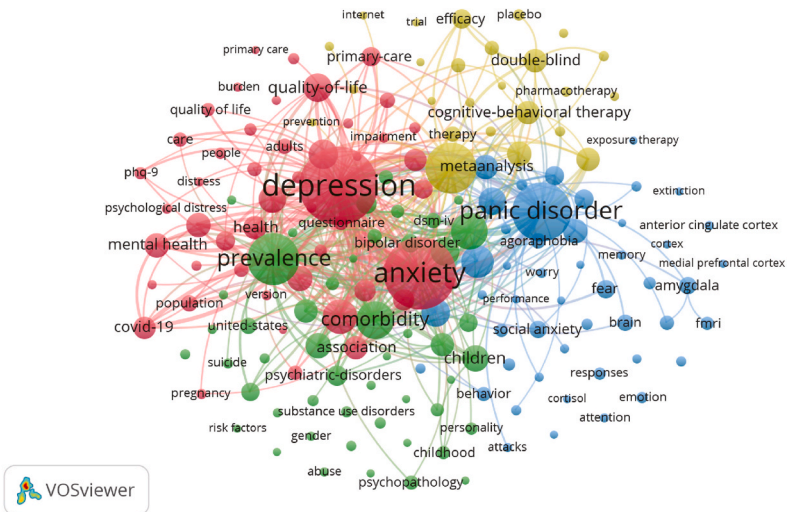 internet
trial
efficacy
placebo
primary care
primary-care
double-blind
burden
quality-of-life
pharmacotherapy
quality of life
prevention
cognitive-behavioral therapy
care
adults
impairment
therapy
exposure therapy
people
metaanalysis
phq-9
distress
depression
extinction
psychological distress
panic disorder
questionnaire
dsm-iv
health
anterior cingulate cortex
mental health
bipolar disorder
agoraphobia
cortex
prevalence
memory
medial prefrontal cortex
anxiety
worry
version
fear
amygdala
population
performance
covid-19
united-states
comorbidity
social anxiety
brain
fmri
association
children
suicide
psychiatric-disorders
responses
pregnancy
behavior
cortisol
emotion
substance use disorders
attention
risk factors
gender
personality
childhood
attacks
abuse
psychopathology
VOSviewer